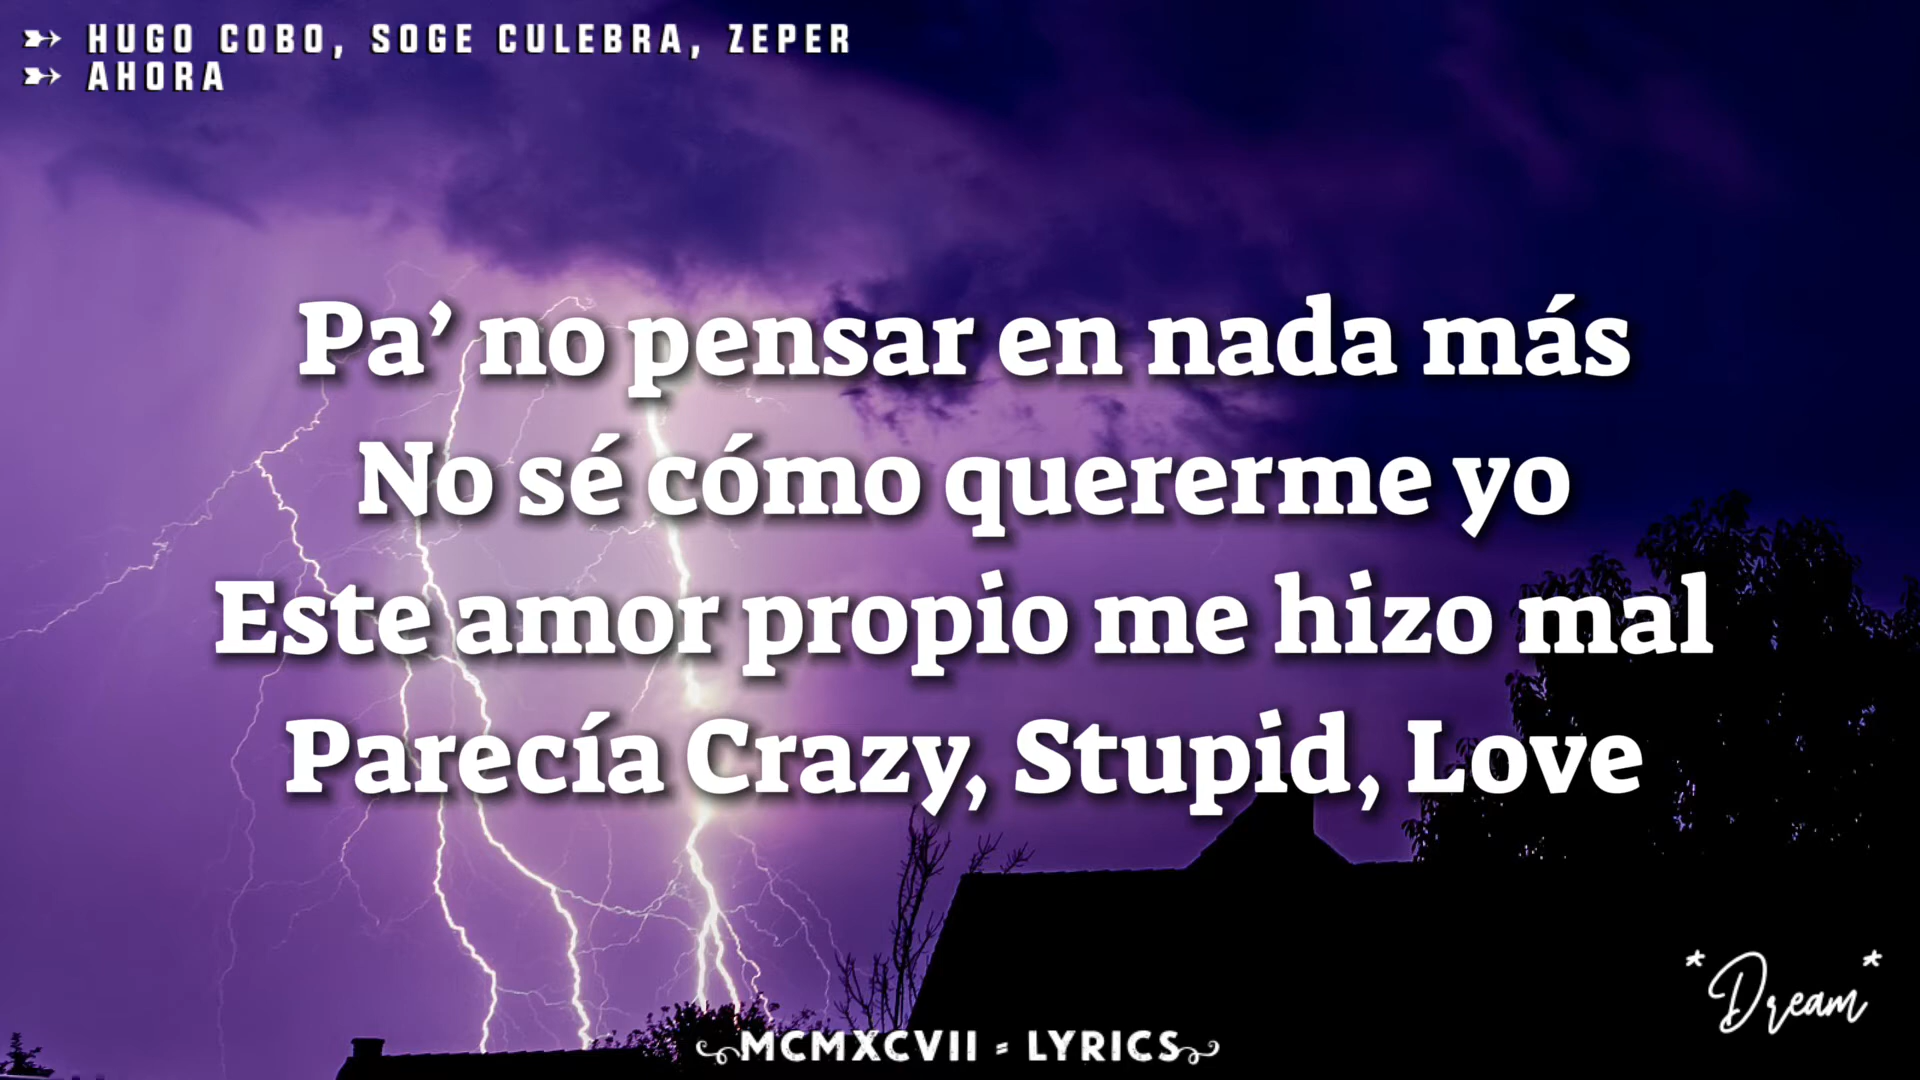 HUGO COBO, SOGE CULEBRA, ZEPER
AHORA
Pa’ no pensar en nada más
No sé cómo quererme yo
Este amor propio me hizo mal
Parecía Crazy, Stupid, Love
*Dream*
MCMXCVII = LYRICS